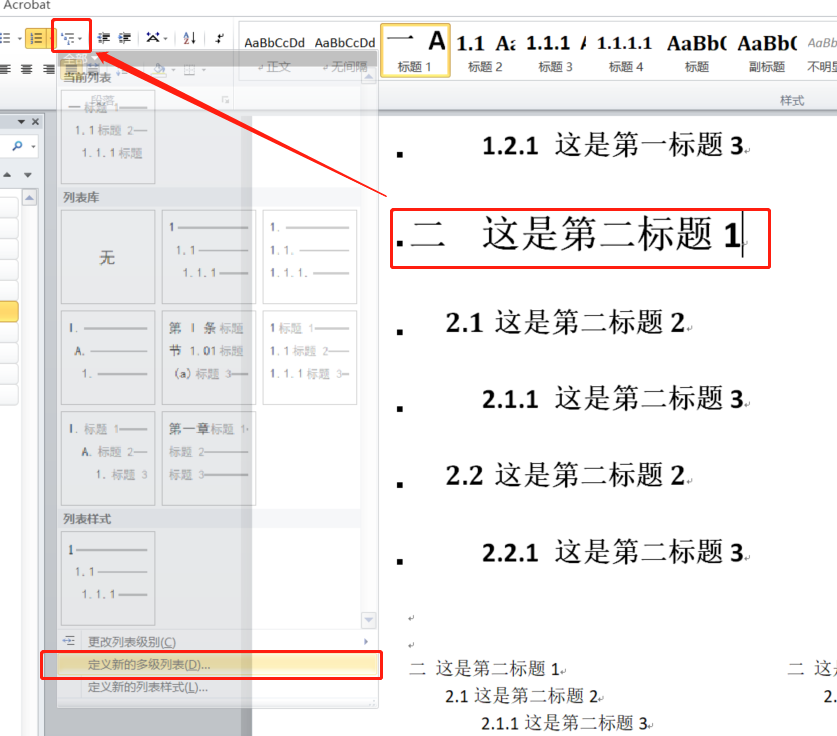 Acrobat
AaBbCcDd AaBbCcDd 一 A 1.1 Aa 1.1.1 1.1.1.1 AaBb( AaBb( AaBb
正文 无间隔 标题 1 标题 2 标题 3 标题 4 标题 副标题 不明显
样式
段落
当前列表
一 标题 1
1.1 标题 2
1.1.1 标题
列表库
无
1
1.1
1.1.1
1.
1.1.
1.1.1.
I.
A.
1.
第 I 条 标题
节 1.01 标题
(a) 标题 3
1 标题 1
1.1 标题 2
1.1.1 标题 3
I. 标题 1
A. 标题 2
1. 标题 3
第一章 标题 1
标题 2
标题 3
列表样式
1
1.1
1.1.1
更改列表级别(C)
定义新的多级列表(D)...
定义新的列表样式(L)...
1.2.1 这是第一标题 3
二 这是第二标题 1
2.1 这是第二标题 2
2.1.1 这是第二标题 3
2.2 这是第二标题 2
2.2.1 这是第二标题 3
二 这是第二标题 1
2.1 这是第二标题 2
2.1.1 这是第二标题 3
二 这
2.